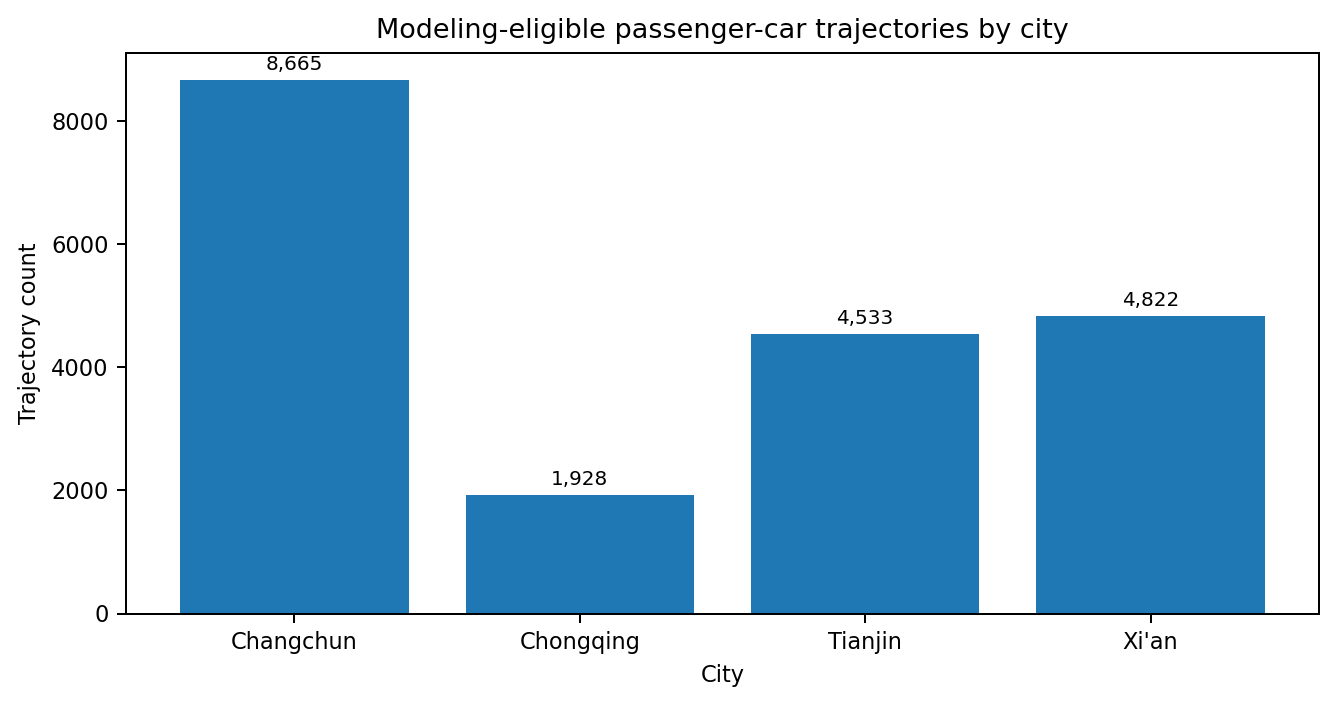 Modeling-eligible passenger-car trajectories by city
8,665
1,928
4,533
4,822
8000
6000
4000
2000
0
Trajectory count
Changchun
Chongqing
Tianjin
Xi'an
City